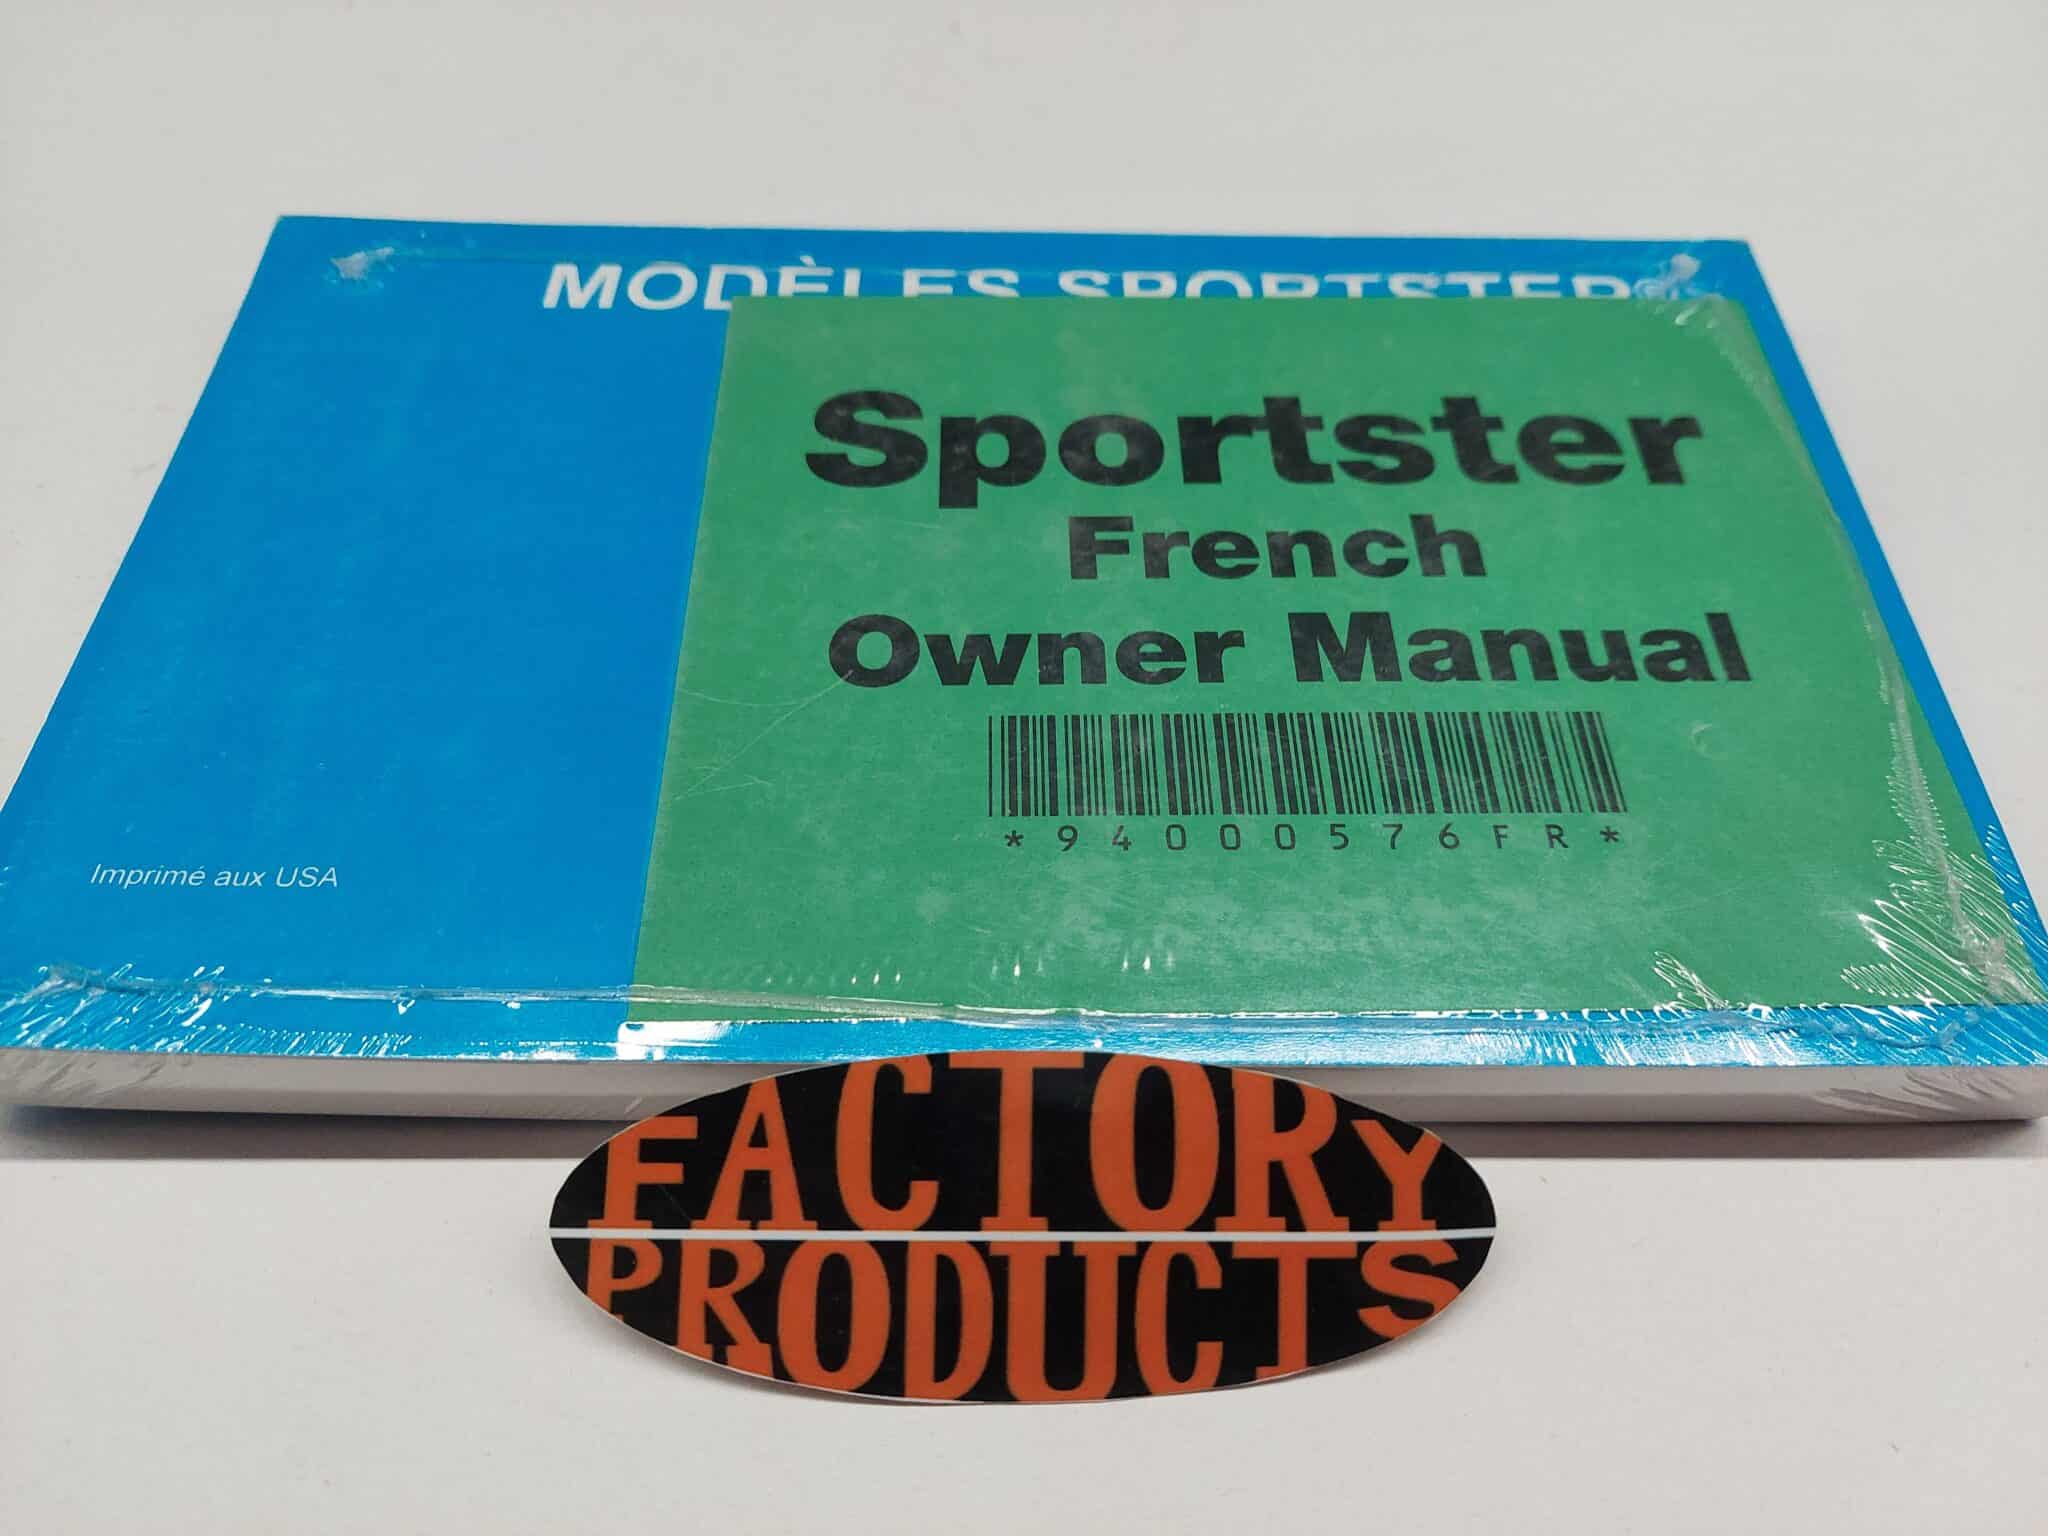 MODÈLES SPORTSTER®
Sportster
French
Owner Manual
*94000576FR*
Imprimé aux USA
FACTORY
PRODUCTS